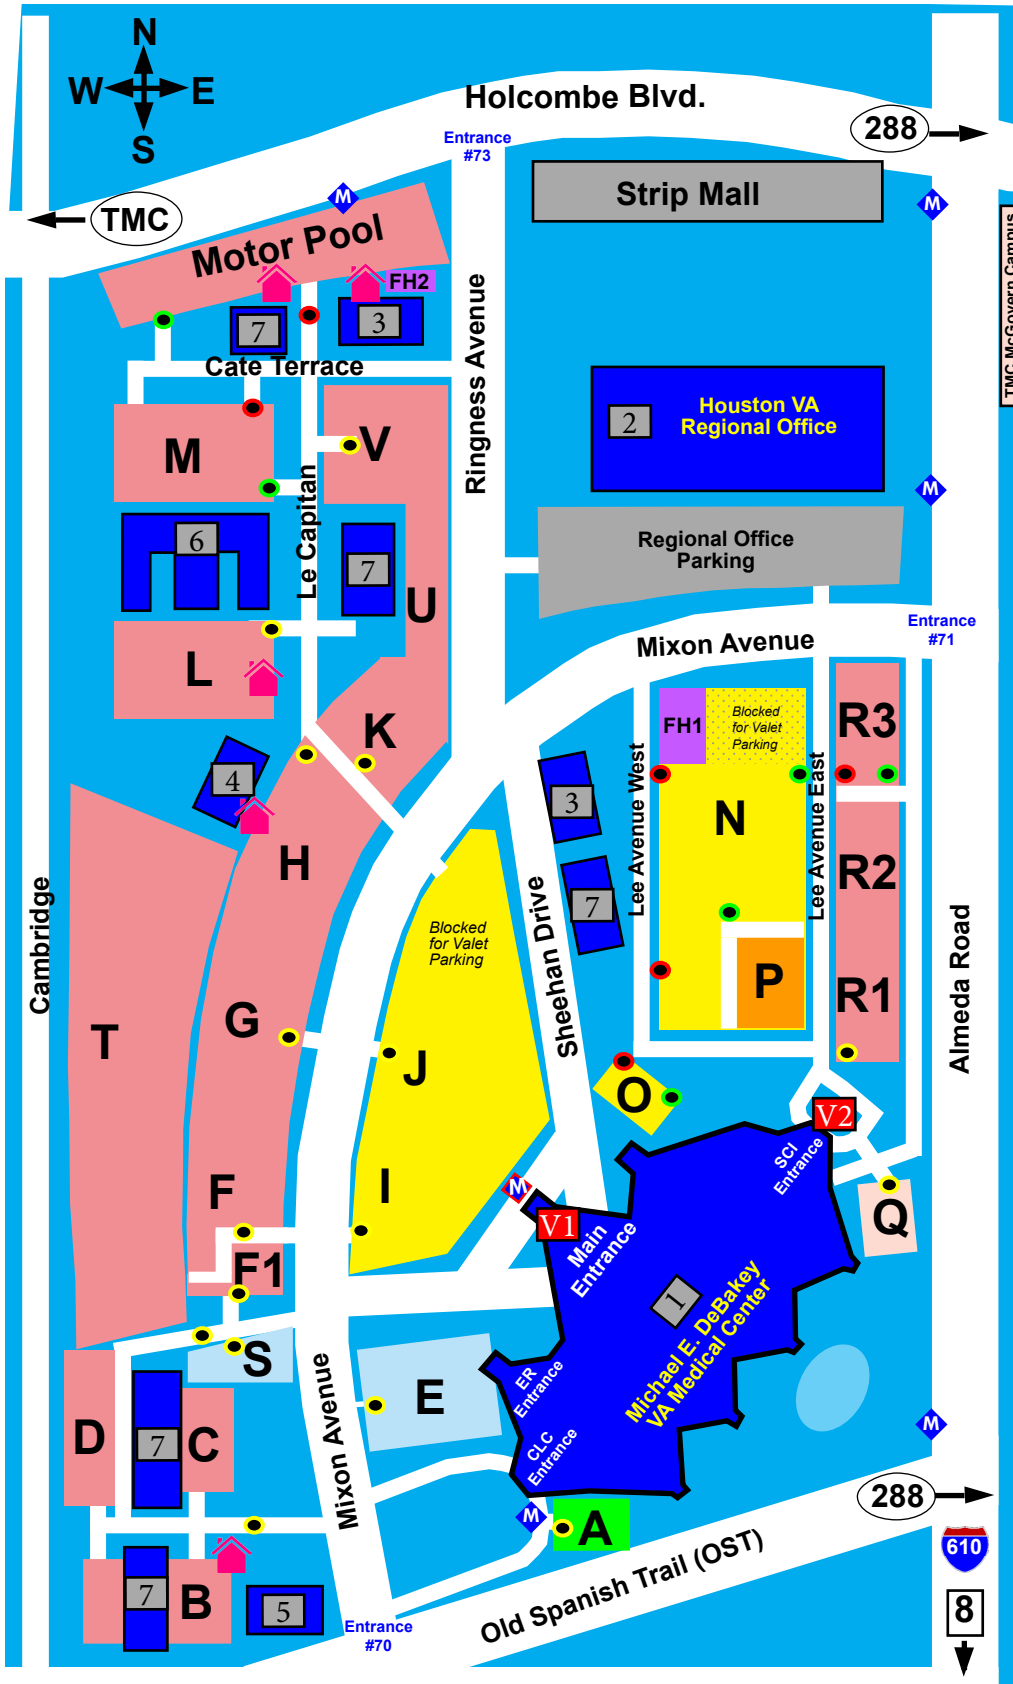 N
W
E
S
Holcombe Blvd.
288
Entrance
#73
Strip Mall
M
M
TMC
Motor Pool
FH2
7
3
Cate Terrace
TMC McGovern Campus
Ringness Avenue
Houston VA
Regional Office
2
M
V
M
Le Capitan
6
7
U
Regional Office
Parking
Entrance
#71
Mixon Avenue
L
K
FH1
Blocked
for Valet
Parking
R3
4
3
Lee Avenue West
Lee Avenue East
N
H
R2
7
Cambridge
Blocked
for Valet
Parking
Sheehan Drive
Almeda Road
P
R1
T
G
J
O
V2
SCI
Entrance
F
I
M
V1
Main
Entrance
Q
F1
1
Michael E. DeBakey
VA Medical Center
S
E
ER
Entrance
D
7
C
Mixon Avenue
CLC
Entrance
M
M
A
288
Old Spanish Trail (OST)
610
7
B
5
Entrance
#70
8